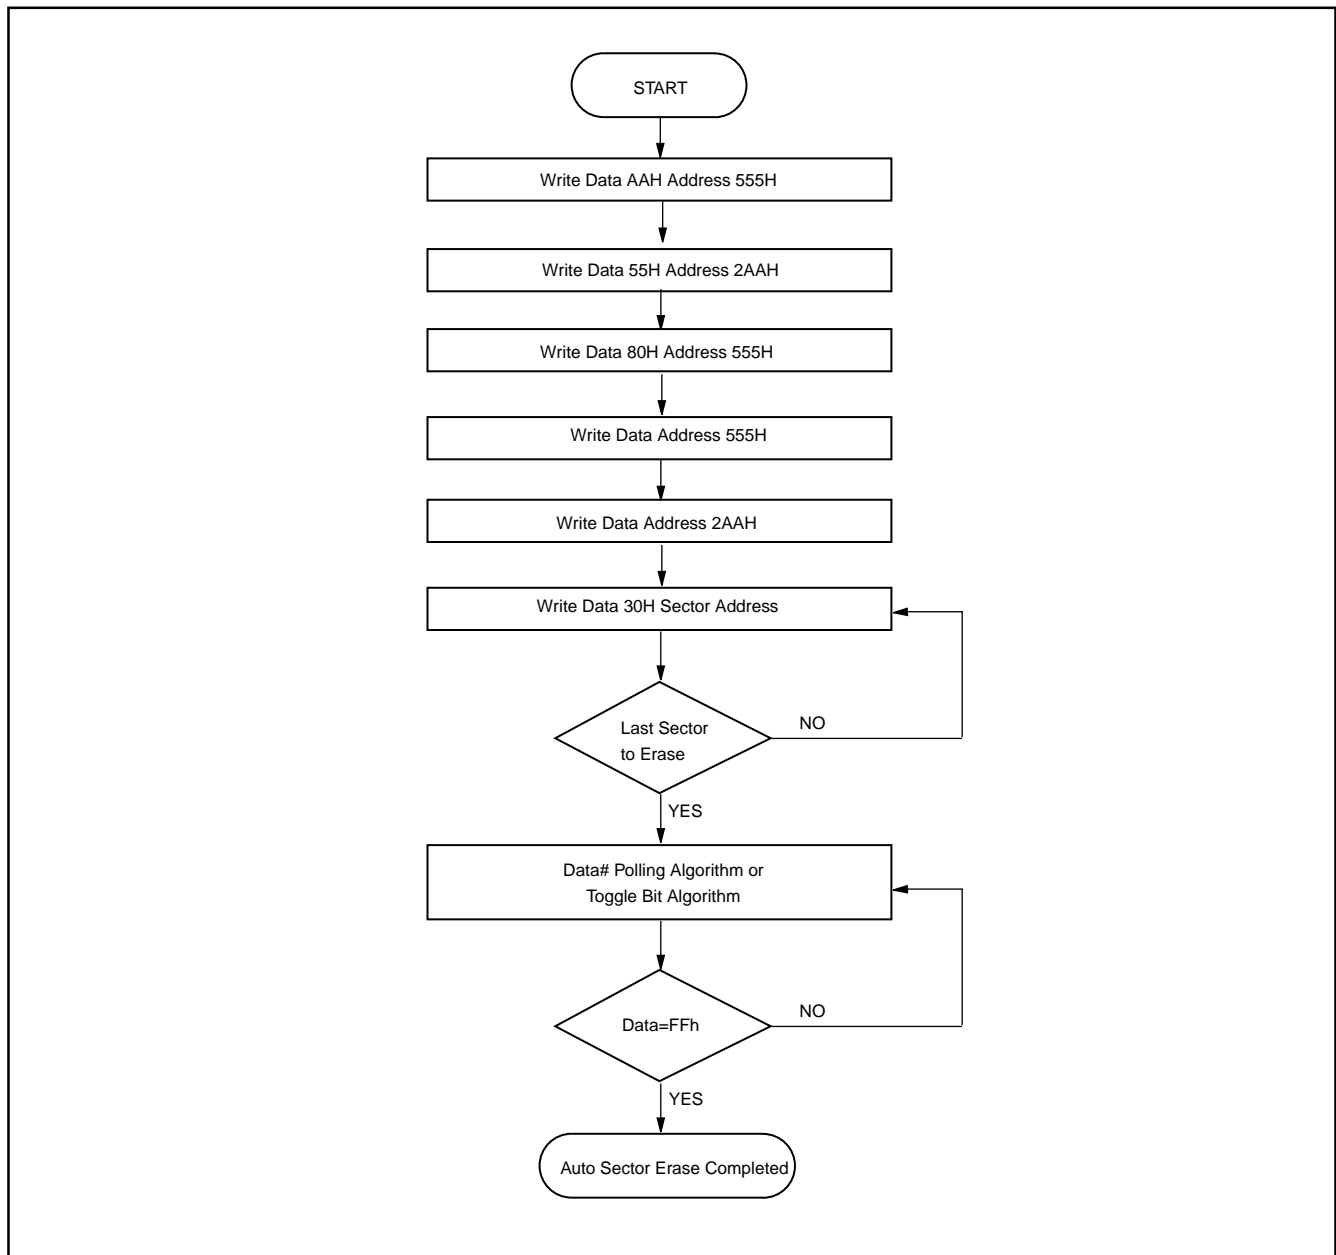 START
Write Data AAH Address 555H
Write Data 55H Address 2AAH
Write Data 80H Address 555H
Write Data Address 555H
Write Data Address 2AAH
Write Data 30H Sector Address
Last Sector
to Erase
NO
YES
Data# Polling Algorithm or
Toggle Bit Algorithm
Data=FFh
NO
YES
Auto Sector Erase Completed